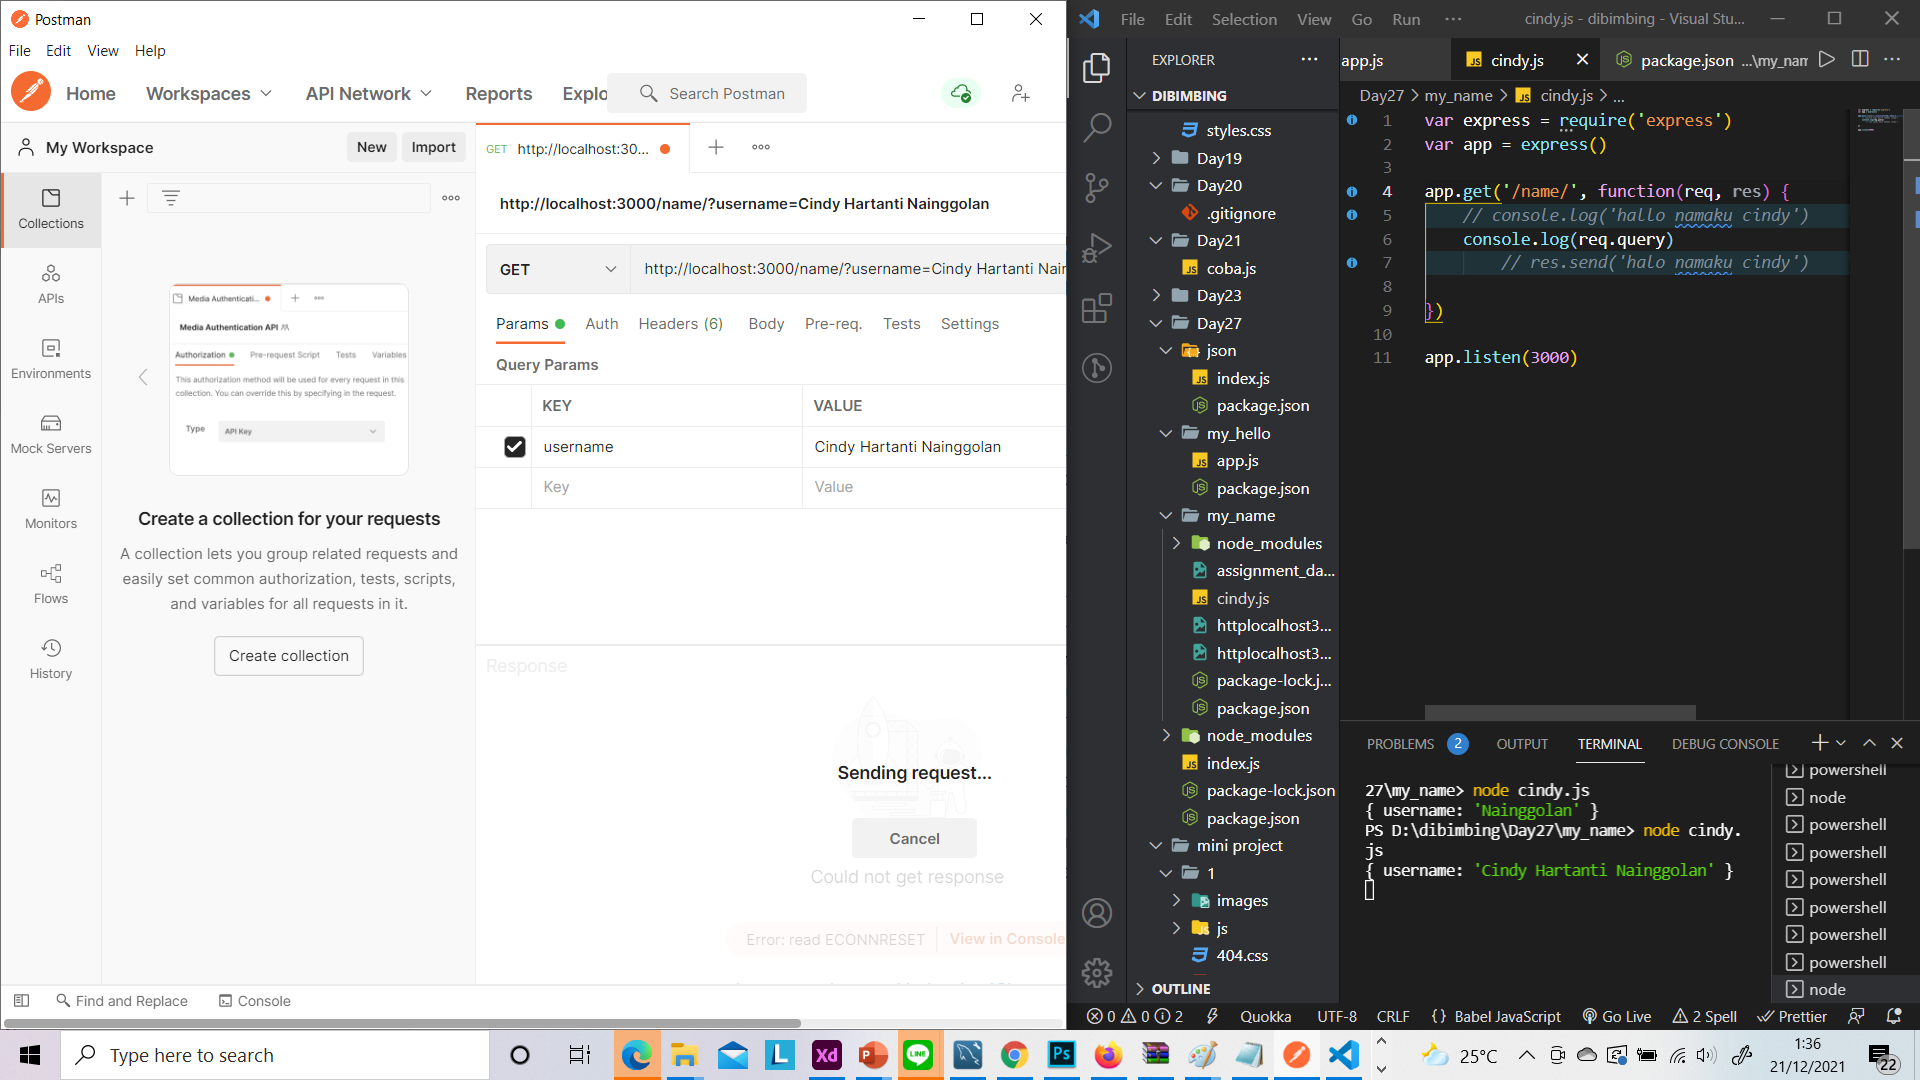 Postman
File Edit View Help
Home Workspaces API Network Reports Explo Search Postman
My Workspace New Import
GET http://localhost:30...
Collections
APIs
Environments
Mock Servers
Monitors
Flows
History
Media Authenticati...
Media Authentication API
Authorization Pre-request Script Tests Variables
This authorization method will be used for every request in this
collection. You can override this by specifying in the request.
Type API Key
Create a collection for your requests
A collection lets you group related requests and
easily set common authorization, tests, scripts,
and variables for all requests in it.
Create collection
http://localhost:3000/name/?username=Cindy Hartanti Nainggolan
GET http://localhost:3000/name/?username=Cindy Hartanti Nain
Params Auth Headers (6) Body Pre-req. Tests Settings
Query Params
KEY VALUE
username Cindy Hartanti Nainggolan
Key Value
Response
Sending request...
Cancel
Could not get response
Error: read ECONNRESET View in Console
Find and Replace Console
File Edit Selection View Go Run cindy.js - dibimbing - Visual Stu...
EXPLORER
DIBIMBING
styles.css
Day19
Day20
.gitignore
Day21
coba.js
Day23
Day27
json
index.js
package.json
my_hello
app.js
package.json
my_name
node_modules
assignment_da...
cindy.js
httplocalhost3...
httplocalhost3...
package-lock.j...
package.json
node_modules
index.js
package-lock.json
package.json
mini project
1
images
js
404.css
OUTLINE
app.js cindy.js package.json ...\my_nam
Day27 > my_name > cindy.js > ...
1 var express = require('express')
2 var app = express()
3
4 app.get('/name/', function(req, res) {
5 // console.log('hallo namaku cindy')
6 console.log(req.query)
7 // res.send('halo namaku cindy')
8
9 })
10
11 app.listen(3000)
PROBLEMS 2 OUTPUT TERMINAL DEBUG CONSOLE
27\my_name> node cindy.js
{ username: 'Nainggolan' }
PS D:\dibimbing\Day27\my_name> node cindy.
js
{ username: 'Cindy Hartanti Nainggolan' }
powershell
node
powershell
powershell
powershell
powershell
powershell
powershell
node
0 0 2 Quokka UTF-8 CRLF {} Babel JavaScript Go Live 2 Spell Prettier
Type here to search
L Xd P LINE Ps
25°C
1:36
21/12/2021
22